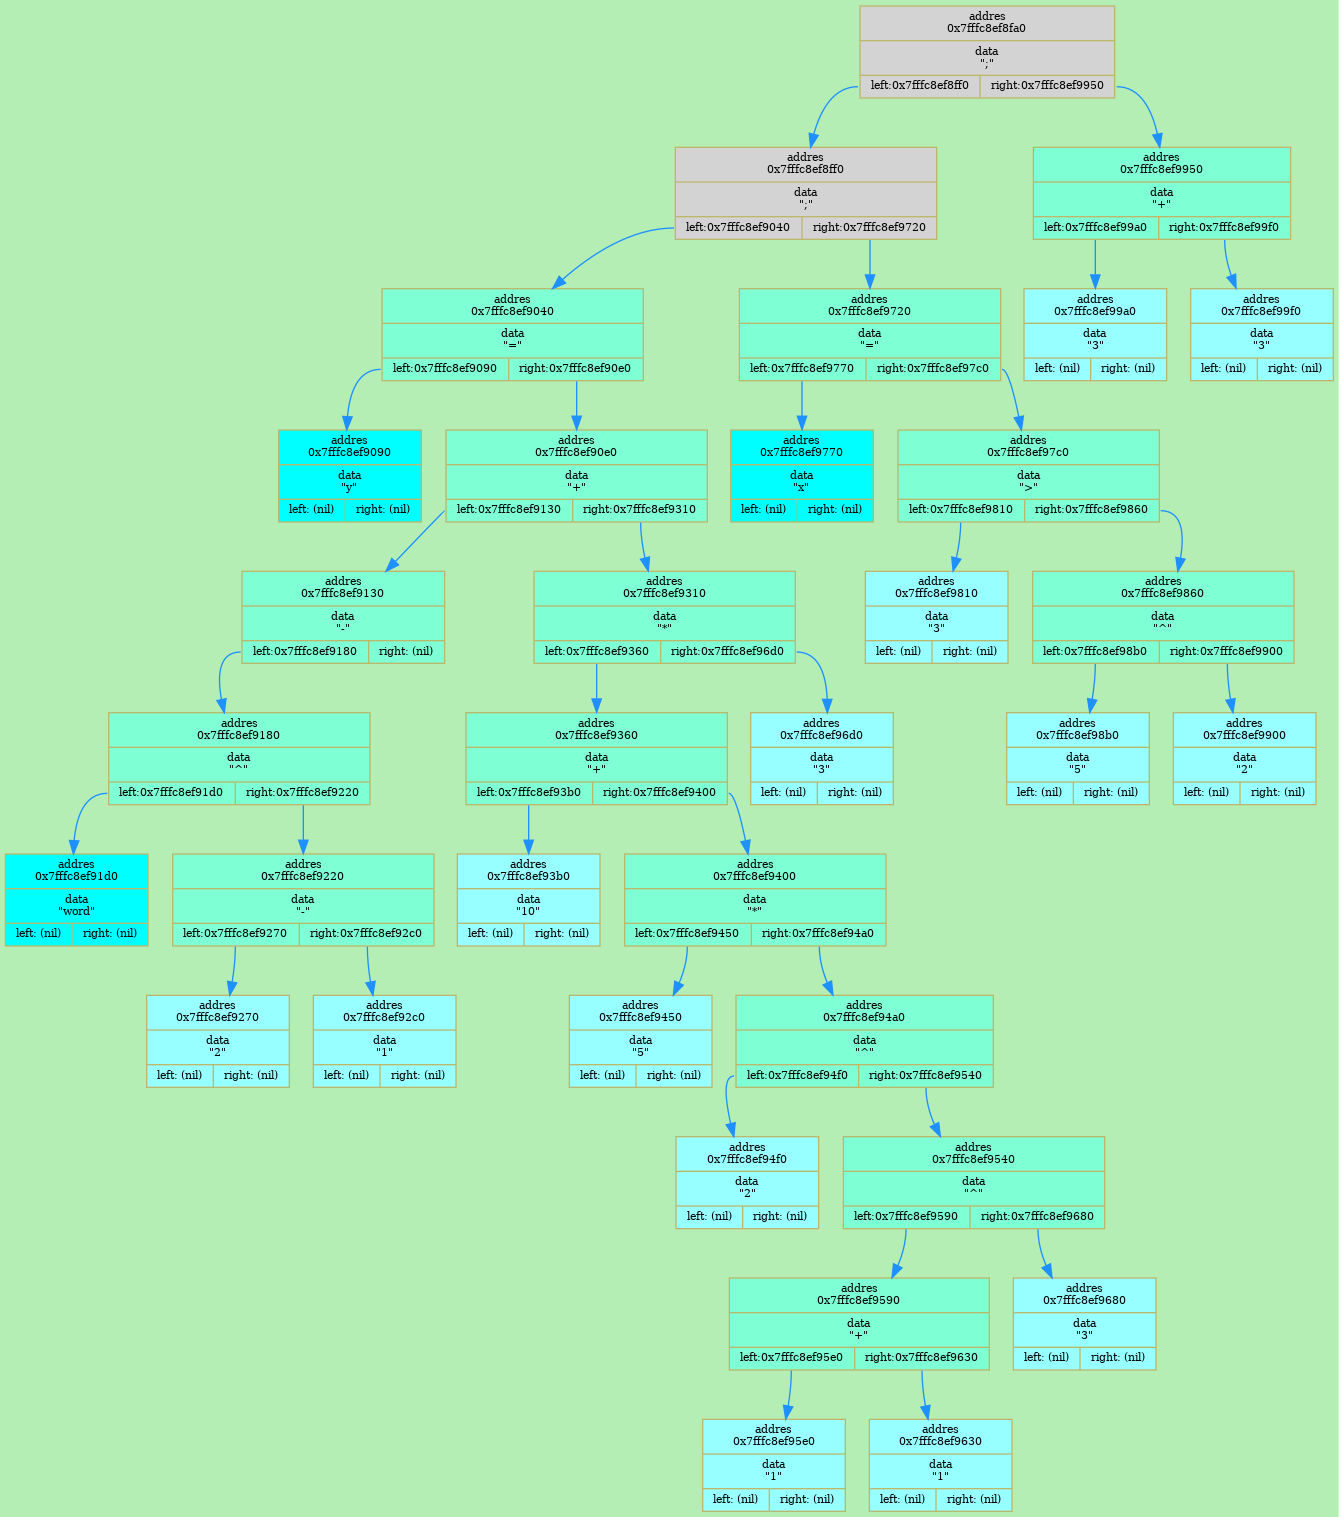 addres
0x7fffc8ef8fa0
data
";"
left:0x7fffc8ef8ff0 right:0x7fffc8ef9950
addres
0x7fffc8ef8ff0
data
";"
left:0x7fffc8ef9040 right:0x7fffc8ef9720
addres
0x7fffc8ef9950
data
"+"
left:0x7fffc8ef99a0 right:0x7fffc8ef99f0
addres
0x7fffc8ef9040
data
"="
left:0x7fffc8ef9090 right:0x7fffc8ef90e0
addres
0x7fffc8ef9720
data
"="
left:0x7fffc8ef9770 right:0x7fffc8ef97c0
addres
0x7fffc8ef99a0
data
"3"
left: (nil) right: (nil)
addres
0x7fffc8ef99f0
data
"3"
left: (nil) right: (nil)
addres
0x7fffc8ef9090
data
"y"
left: (nil) right: (nil)
addres
0x7fffc8ef90e0
data
"+"
left:0x7fffc8ef9130 right:0x7fffc8ef9310
addres
0x7fffc8ef9770
data
"x"
left: (nil) right: (nil)
addres
0x7fffc8ef97c0
data
">"
left:0x7fffc8ef9810 right:0x7fffc8ef9860
addres
0x7fffc8ef9130
data
"-"
left:0x7fffc8ef9180 right: (nil)
addres
0x7fffc8ef9310
data
"*"
left:0x7fffc8ef9360 right:0x7fffc8ef96d0
addres
0x7fffc8ef9810
data
"3"
left: (nil) right: (nil)
addres
0x7fffc8ef9860
data
"^"
left:0x7fffc8ef98b0 right:0x7fffc8ef9900
addres
0x7fffc8ef9180
data
"^"
left:0x7fffc8ef91d0 right:0x7fffc8ef9220
addres
0x7fffc8ef9360
data
"+"
left:0x7fffc8ef93b0 right:0x7fffc8ef9400
addres
0x7fffc8ef96d0
data
"3"
left: (nil) right: (nil)
addres
0x7fffc8ef98b0
data
"5"
left: (nil) right: (nil)
addres
0x7fffc8ef9900
data
"2"
left: (nil) right: (nil)
addres
0x7fffc8ef91d0
data
"word"
left: (nil) right: (nil)
addres
0x7fffc8ef9220
data
"-"
left:0x7fffc8ef9270 right:0x7fffc8ef92c0
addres
0x7fffc8ef93b0
data
"10"
left: (nil) right: (nil)
addres
0x7fffc8ef9400
data
"*"
left:0x7fffc8ef9450 right:0x7fffc8ef94a0
addres
0x7fffc8ef9270
data
"2"
left: (nil) right: (nil)
addres
0x7fffc8ef92c0
data
"1"
left: (nil) right: (nil)
addres
0x7fffc8ef9450
data
"5"
left: (nil) right: (nil)
addres
0x7fffc8ef94a0
data
"^"
left:0x7fffc8ef94f0 right:0x7fffc8ef9540
addres
0x7fffc8ef94f0
data
"2"
left: (nil) right: (nil)
addres
0x7fffc8ef9540
data
"^"
left:0x7fffc8ef9590 right:0x7fffc8ef9680
addres
0x7fffc8ef9590
data
"+"
left:0x7fffc8ef95e0 right:0x7fffc8ef9630
addres
0x7fffc8ef9680
data
"3"
left: (nil) right: (nil)
addres
0x7fffc8ef95e0
data
"1"
left: (nil) right: (nil)
addres
0x7fffc8ef9630
data
"1"
left: (nil) right: (nil)